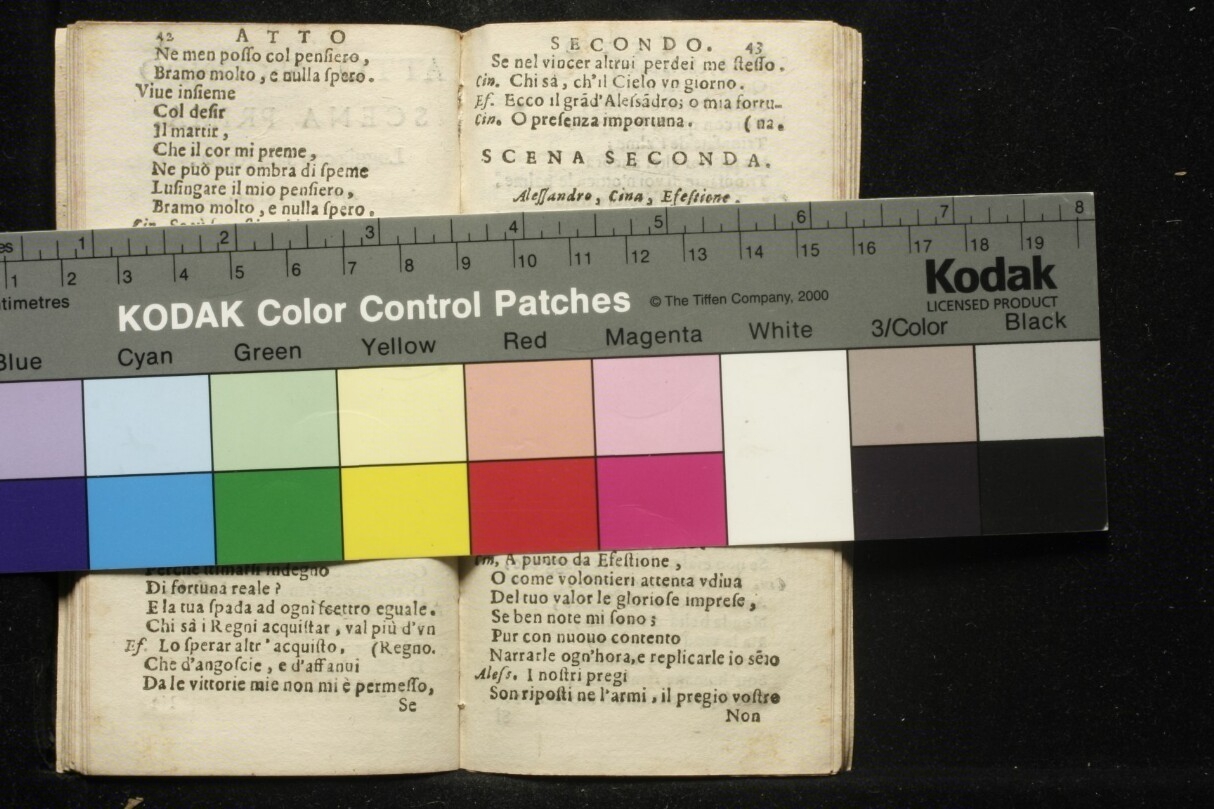 42 ATTO
Ne men posso col pensiero,
Bramo molto, e nulla spero.
Viue insieme
Col desir
Il martir,
Che il cor mi preme,
Ne può pur ombra di speme
Lusingare il mio pensiero,
Bramo molto, e nulla spero.
Di fortuna reale?
E la tua spada ad ogni scettro eguale.
Chi sà i Regni acquistar, val più d'vn
Ef. Lo sperar altr' acquisto. (Regno.
Che d'angoscie, e d'affanni
Da le vittorie mie non mi è permesso,
Se
SECONDO. 43
Se nel vincer altrui perdei me stesso.
Cin. Chi sà, ch'il Cielo vn giorno.
Ef. Ecco il grãd'Alessãdro; o mia fortu-
Cin. O presenza importuna. (na.
SCENA SECONDA.
Alessandro, Cina, Efestione.
Cin. A punto da Efestione,
O come volontieri attenta vdiua
Del tuo valor le gloriose imprese,
Se ben note mi sono;
Pur con nuouo contento
Narrarle ogn'hora, e replicarle io sẽto
Aless. I nostri pregi
Son riposti ne l'armi, il pregio vostro
Non
1 2 3 4 5 6 7 8
1 2 3 4 5 6 7 8 9 10 11 12 13 14 15 16 17 18 19
KODAK Color Control Patches © The Tiffen Company, 2000
Kodak
LICENSED PRODUCT
Blue Cyan Green Yellow Red Magenta White 3/Color Black